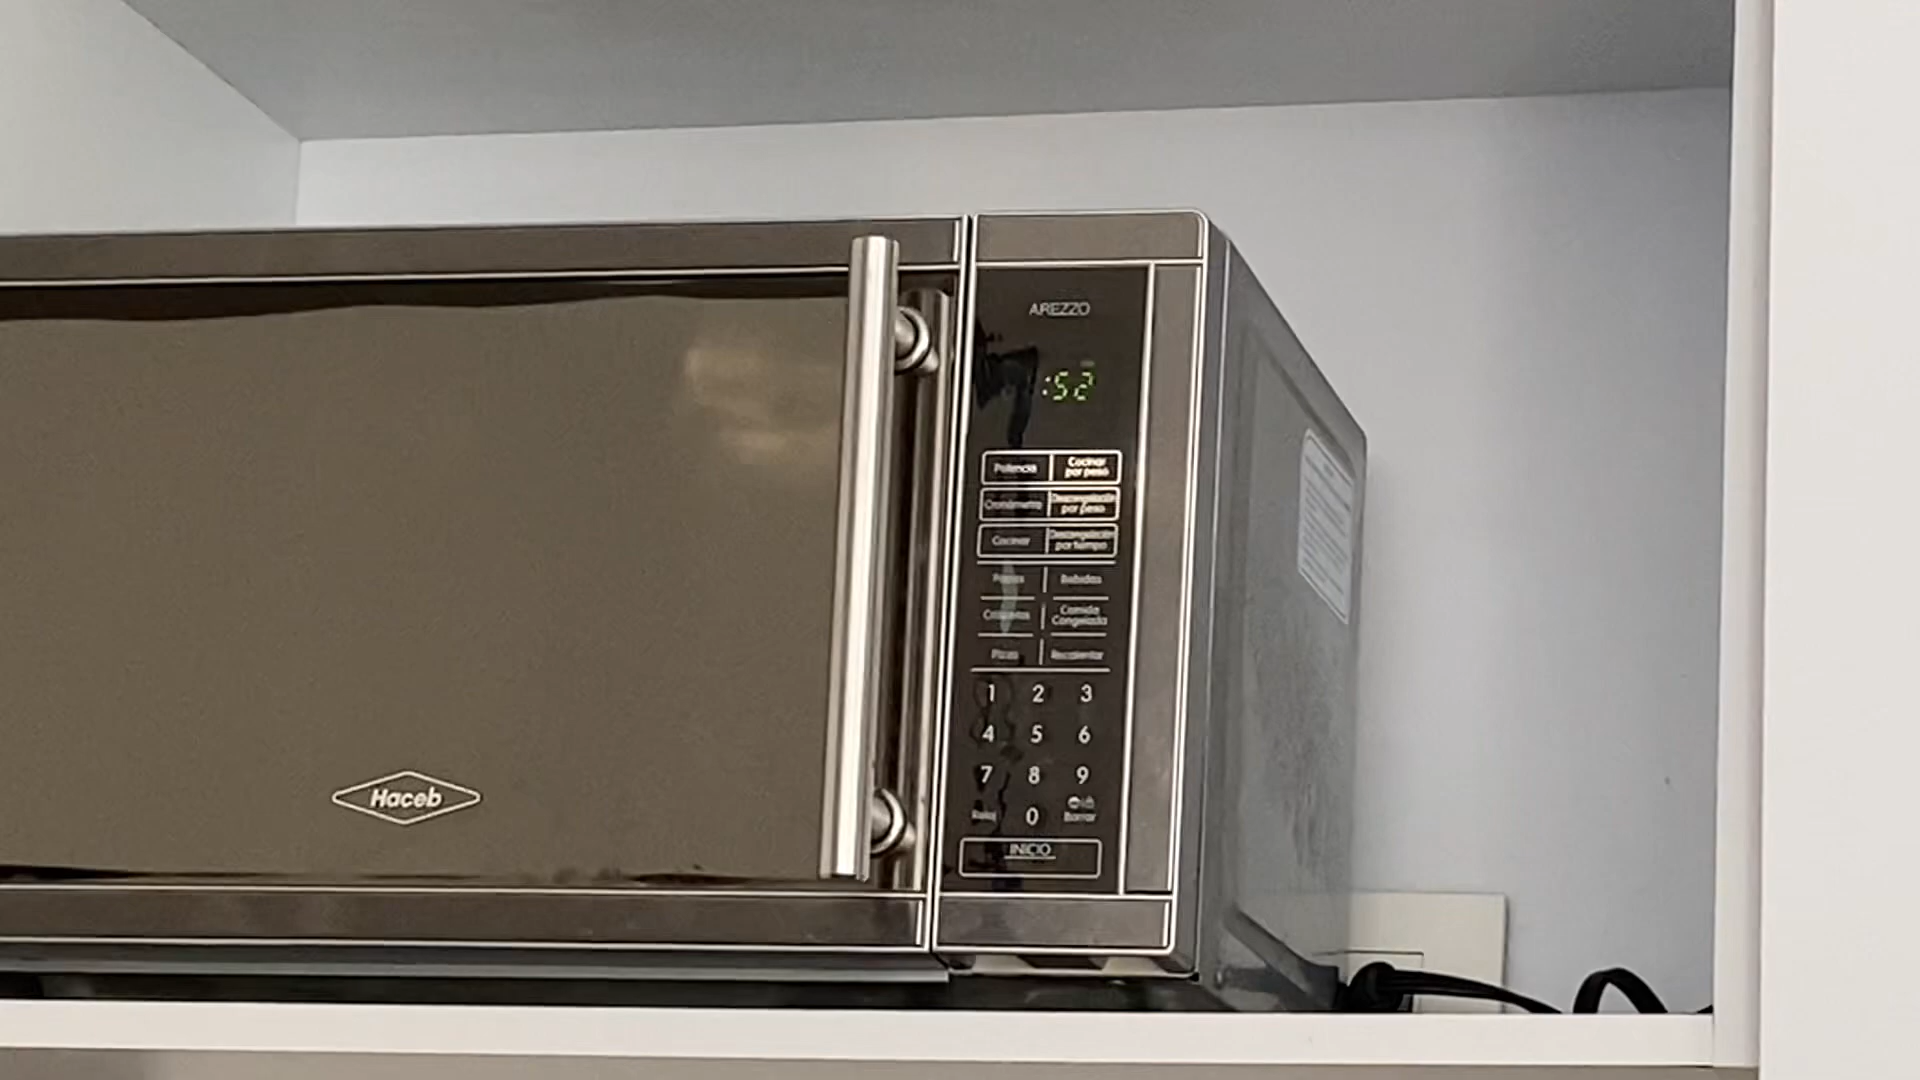 AREZZO
:52
Potencia Cocinar por peso
Cronómetro Descongelación por peso
Cocinar Descongelación por tiempo
Papas Bebidas
Comida Congelada
Pizza Recalentar
1 2 3
4 5 6
7 8 9
Reloj 0 Borrar
INICIO
Haceb